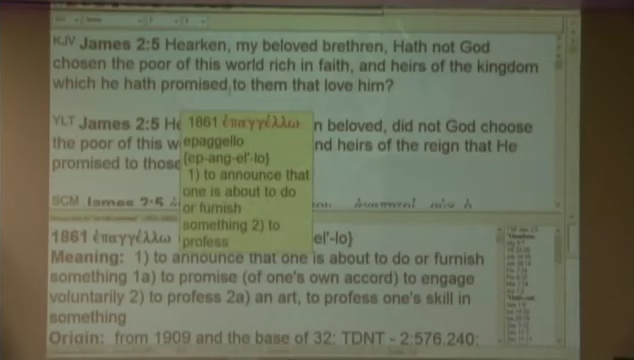 KJV James 2:5 Hearken, my beloved brethren, Hath not God
chosen the poor of this world rich in faith, and heirs of the kingdom
which he hath promised to them that love him?
YLT James 2:5 He
n beloved, did not God choose
the poor of this w
nd heirs of the reign that He
promised to those
1861 ἐπαγγέλλω
epaggello
{ep-ang-el'-lo}
1) to announce that
one is about to do
or furnish
something 2) to
profess
SCM James 2:5
1861 ἐπαγγέλλω
el'-lo}
Meaning: 1) to announce that one is about to do or furnish
something 1a) to promise (of one's own accord) to engage
voluntarily 2) to profess 2a) an art, to profess one's skill in
something
Origin: from 1909 and the base of 32; TDNT - 2:576,240;